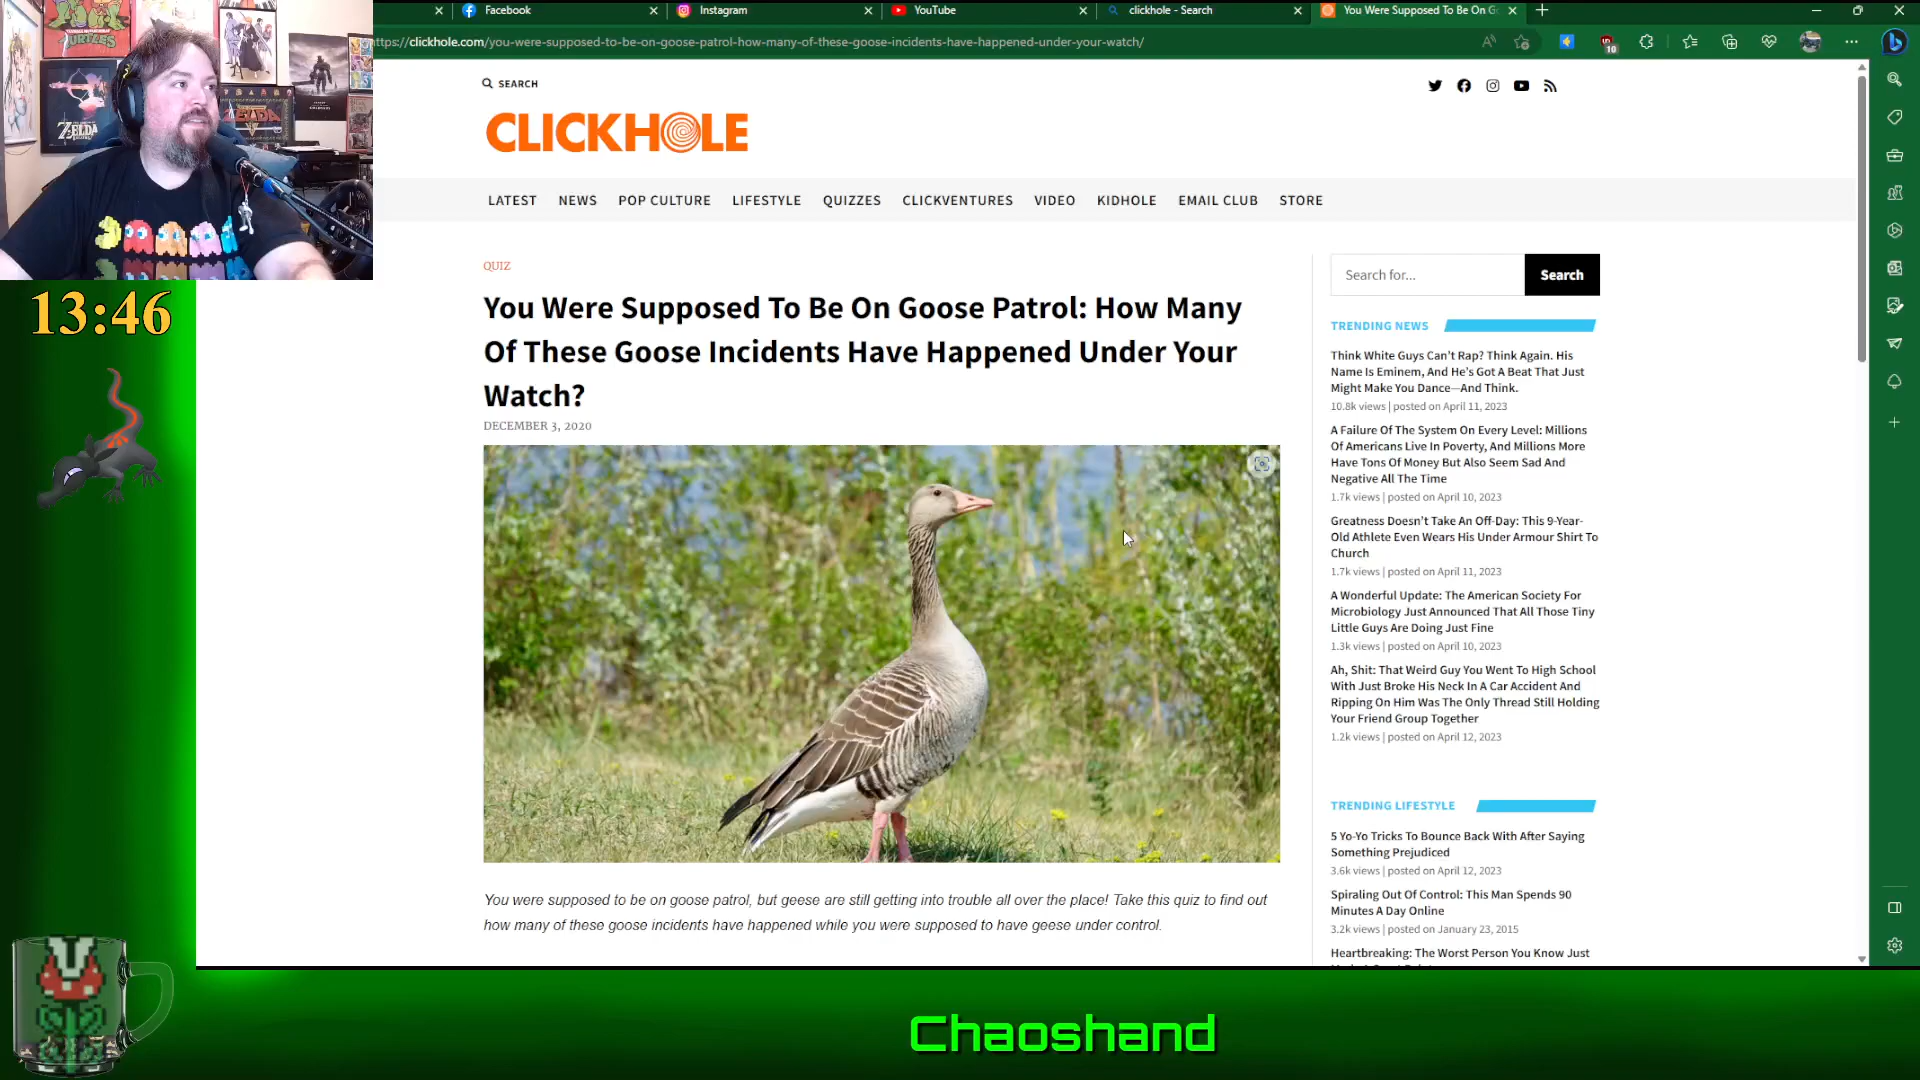 Facebook
Instagram
YouTube
clickhole - Search
You Were Supposed To Be On G
https://clickhole.com/you-were-supposed-to-be-on-goose-patrol-how-many-of-these-goose-incidents-have-happened-under-your-watch/
10
TURTLES
ZELDA
ZELDA
SEARCH
CLICKHOLE
LATEST NEWS POP CULTURE LIFESTYLE QUIZZES CLICKVENTURES VIDEO KIDHOLE EMAIL CLUB STORE
13:46
QUIZ
You Were Supposed To Be On Goose Patrol: How Many
Of These Goose Incidents Have Happened Under Your
Watch?
DECEMBER 3, 2020
You were supposed to be on goose patrol, but geese are still getting into trouble all over the place! Take this quiz to find out
how many of these goose incidents have happened while you were supposed to have geese under control.
Search for...
Search
TRENDING NEWS
Think White Guys Can't Rap? Think Again. His
Name Is Eminem, And He's Got A Beat That Just
Might Make You Dance—And Think.
10.8k views | posted on April 11, 2023
A Failure Of The System On Every Level: Millions
Of Americans Live In Poverty, And Millions More
Have Tons Of Money But Also Seem Sad And
Negative All The Time
1.7k views | posted on April 10, 2023
Greatness Doesn't Take An Off-Day: This 9-Year-
Old Athlete Even Wears His Under Armour Shirt To
Church
1.7k views | posted on April 11, 2023
A Wonderful Update: The American Society For
Microbiology Just Announced That All Those Tiny
Little Guys Are Doing Just Fine
1.3k views | posted on April 10, 2023
Ah, Shit: That Weird Guy You Went To High School
With Just Broke His Neck In A Car Accident And
Ripping On Him Was The Only Thread Still Holding
Your Friend Group Together
1.2k views | posted on April 12, 2023
TRENDING LIFESTYLE
5 Yo-Yo Tricks To Bounce Back With After Saying
Something Prejudiced
3.6k views | posted on April 12, 2023
Spiraling Out Of Control: This Man Spends 90
Minutes A Day Online
3.2k views | posted on January 23, 2015
Heartbreaking: The Worst Person You Know Just
Chaoshand